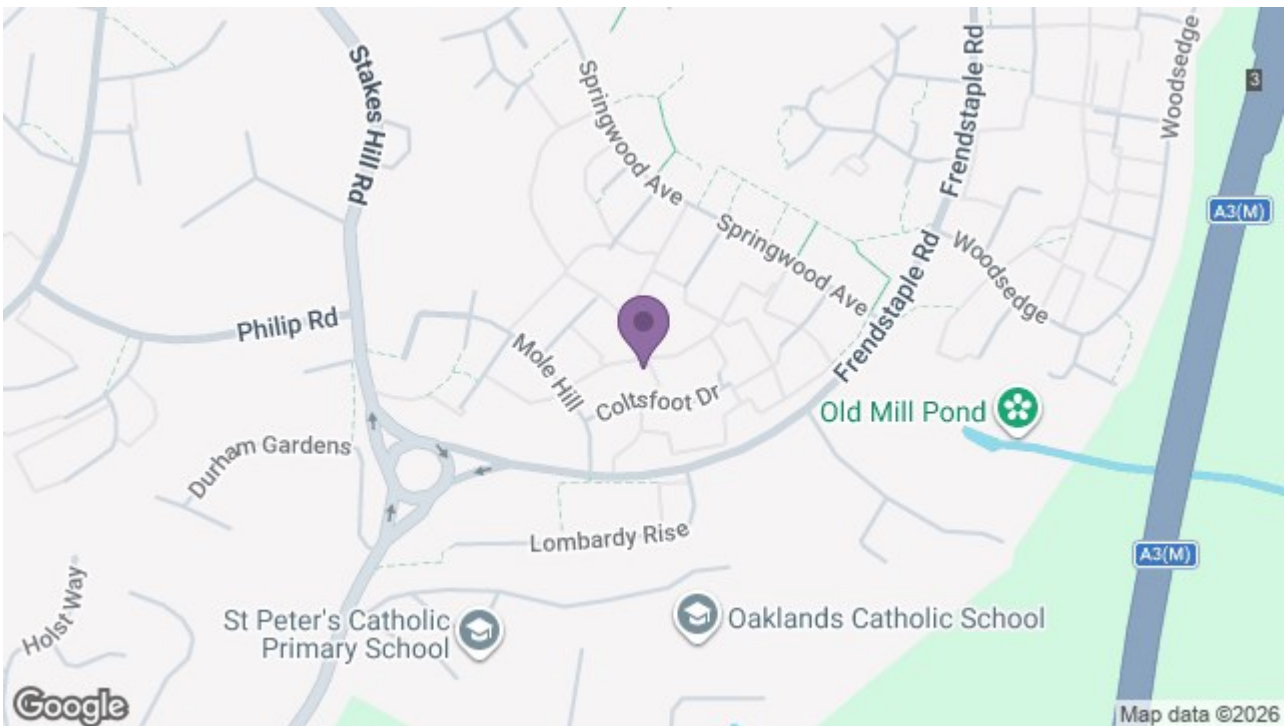 Stakes Hill Rd
Springwood Ave
Frendstaple Rd
Woodsedge
3
A3(M)
Springwood Ave
Frendstaple Rd
Woodsedge
Philip Rd
Mole Hill
Coltsfoot Dr
Old Mill Pond
Durham Gardens
Lombardy Rise
A3(M)
Holst Way
St Peter's Catholic
Primary School
Oaklands Catholic School
Google
Map data ©2026